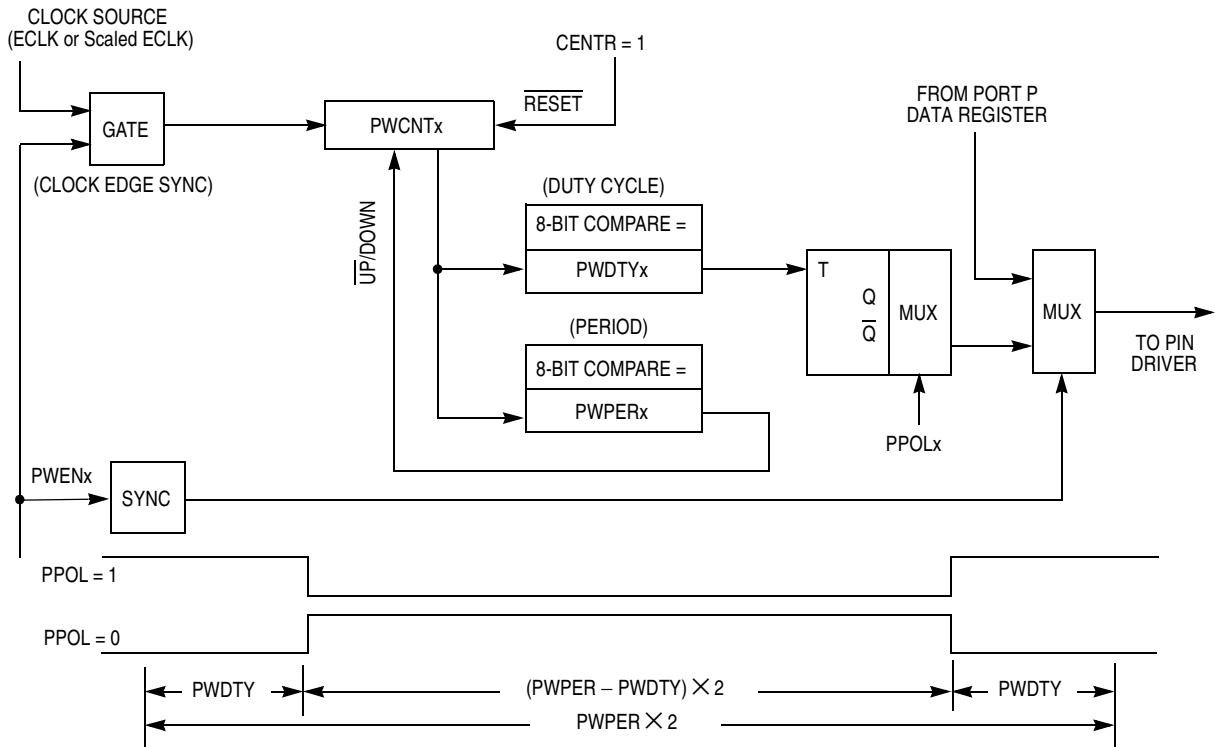 CLOCK SOURCE
(ECLK or Scaled ECLK)
CENTR = 1
RESET
FROM PORT P
DATA REGISTER
GATE
PWCNTx
(CLOCK EDGE SYNC)
UP/DOWN
(DUTY CYCLE)
8-BIT COMPARE =
PWDTYx
T
Q
Q
MUX
MUX
TO PIN
DRIVER
(PERIOD)
8-BIT COMPARE =
PWPERx
PPOLx
PWENx
SYNC
PPOL = 1
PPOL = 0
PWDTY
(PWPER – PWDTY) × 2
PWDTY
PWPER × 2